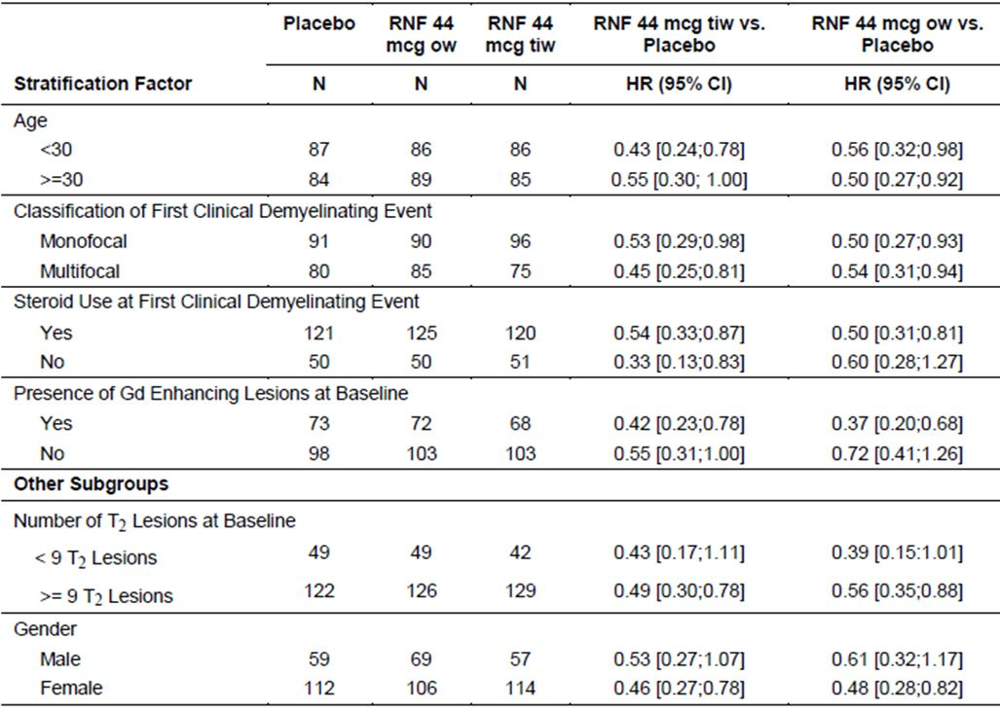 Placebo RNF 44 mcg ow RNF 44 mcg tiw RNF 44 mcg tiw vs. Placebo RNF 44 mcg ow vs. Placebo
Stratification Factor N N N HR (95% CI) HR (95% CI)
Age
<30 87 86 86 0.43 [0.24;0.78] 0.56 [0.32;0.98]
>=30 84 89 85 0.55 [0.30; 1.00] 0.50 [0.27;0.92]
Classification of First Clinical Demyelinating Event
Monofocal 91 90 96 0.53 [0.29;0.98] 0.50 [0.27;0.93]
Multifocal 80 85 75 0.45 [0.25;0.81] 0.54 [0.31;0.94]
Steroid Use at First Clinical Demyelinating Event
Yes 121 125 120 0.54 [0.33;0.87] 0.50 [0.31;0.81]
No 50 50 51 0.33 [0.13;0.83] 0.60 [0.28;1.27]
Presence of Gd Enhancing Lesions at Baseline
Yes 73 72 68 0.42 [0.23;0.78] 0.37 [0.20;0.68]
No 98 103 103 0.55 [0.31;1.00] 0.72 [0.41;1.26]
Other Subgroups
Number of T2 Lesions at Baseline
< 9 T2 Lesions 49 49 42 0.43 [0.17;1.11] 0.39 [0.15:1.01]
>= 9 T2 Lesions 122 126 129 0.49 [0.30;0.78] 0.56 [0.35;0.88]
Gender
Male 59 69 57 0.53 [0.27;1.07] 0.61 [0.32;1.17]
Female 112 106 114 0.46 [0.27;0.78] 0.48 [0.28;0.82]